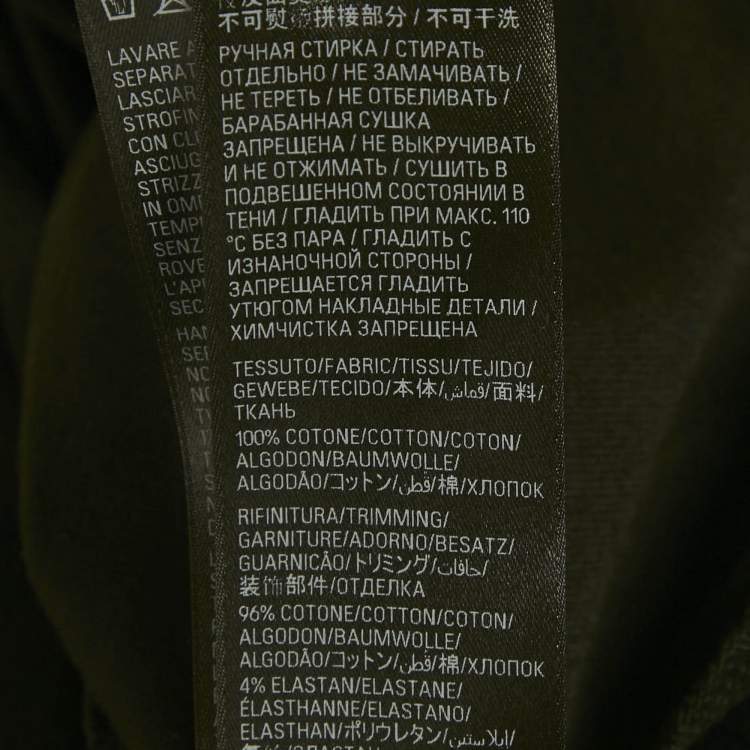 不可熨烫拼接部分 / 不可干洗
РУЧНАЯ СТИРКА / СТИРАТЬ
ОТДЕЛЬНО / НЕ ЗАМАЧИВАТЬ /
НЕ ТЕРЕТЬ / НЕ ОТБЕЛИВАТЬ /
БАРАБАННАЯ СУШКА
ЗАПРЕЩЕНА / НЕ ВЫКРУЧИВАТЬ
И НЕ ОТЖИМАТЬ / СУШИТЬ В
ПОДВЕШЕННОМ СОСТОЯНИИ В
ТЕНИ / ГЛАДИТЬ ПРИ МАКС. 110
°C БЕЗ ПАРА / ГЛАДИТЬ С
ИЗНАНОЧНОЙ СТОРОНЫ /
ЗАПРЕЩАЕТСЯ ГЛАДИТЬ
УТЮГОМ НАКЛАДНЫЕ ДЕТАЛИ /
ХИМЧИСТКА ЗАПРЕЩЕНА
TESSUTO/FABRIC/TISSU/TEJIDO/
GEWEBE/TECIDO/本体/قماش/面料/
ТКАНЬ
100% COTONE/COTTON/COTON/
ALGODON/BAUMWOLLE/
ALGODÃO/コットン/قطن/棉/ХЛОПОК
RIFINITURA/TRIMMING/
GARNITURE/ADORNO/BESATZ/
GUARNICÃO/トリミング/حافات/
装饰部件/ОТДЕЛКА
96% COTONE/COTTON/COTON/
ALGODON/BAUMWOLLE/
ALGODÃO/コットン/قطن/棉/ХЛОПОК
4% ELASTAN/ELASTANE/
ÉLASTHANNE/ELASTANO/
ELASTHAN/ポリウレタン/إيلاستين/
LAVARE
SEPARAT
LASCIAR
STROFIN
CON CL
ASCIUG
STRIZZ
IN OM
TEMP
SENZ
ROVE
L'AP
SEC
HAN
SEP
NO